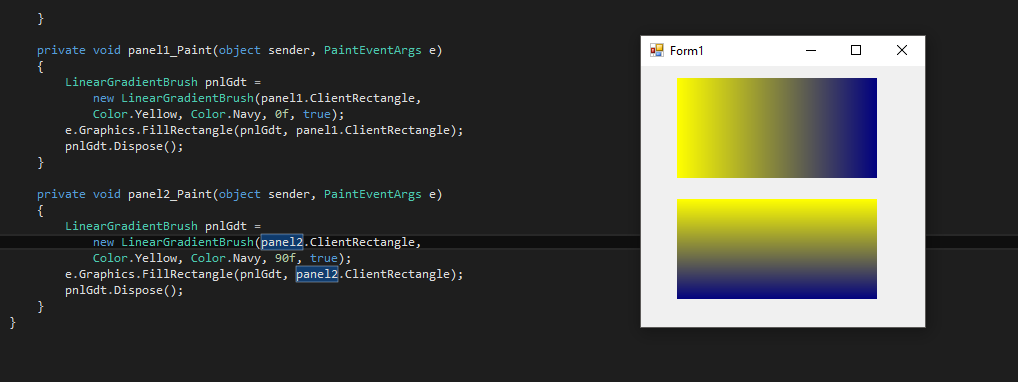 }
private void panel1_Paint(object sender, PaintEventArgs e)
{
LinearGradientBrush pnlGdt =
new LinearGradientBrush(panel1.ClientRectangle,
Color.Yellow, Color.Navy, 0f, true);
e.Graphics.FillRectangle(pnlGdt, panel1.ClientRectangle);
pnlGdt.Dispose();
}
private void panel2_Paint(object sender, PaintEventArgs e)
{
LinearGradientBrush pnlGdt =
new LinearGradientBrush(panel2.ClientRectangle,
Color.Yellow, Color.Navy, 90f, true);
e.Graphics.FillRectangle(pnlGdt, panel2.ClientRectangle);
pnlGdt.Dispose();
}
}
Form1